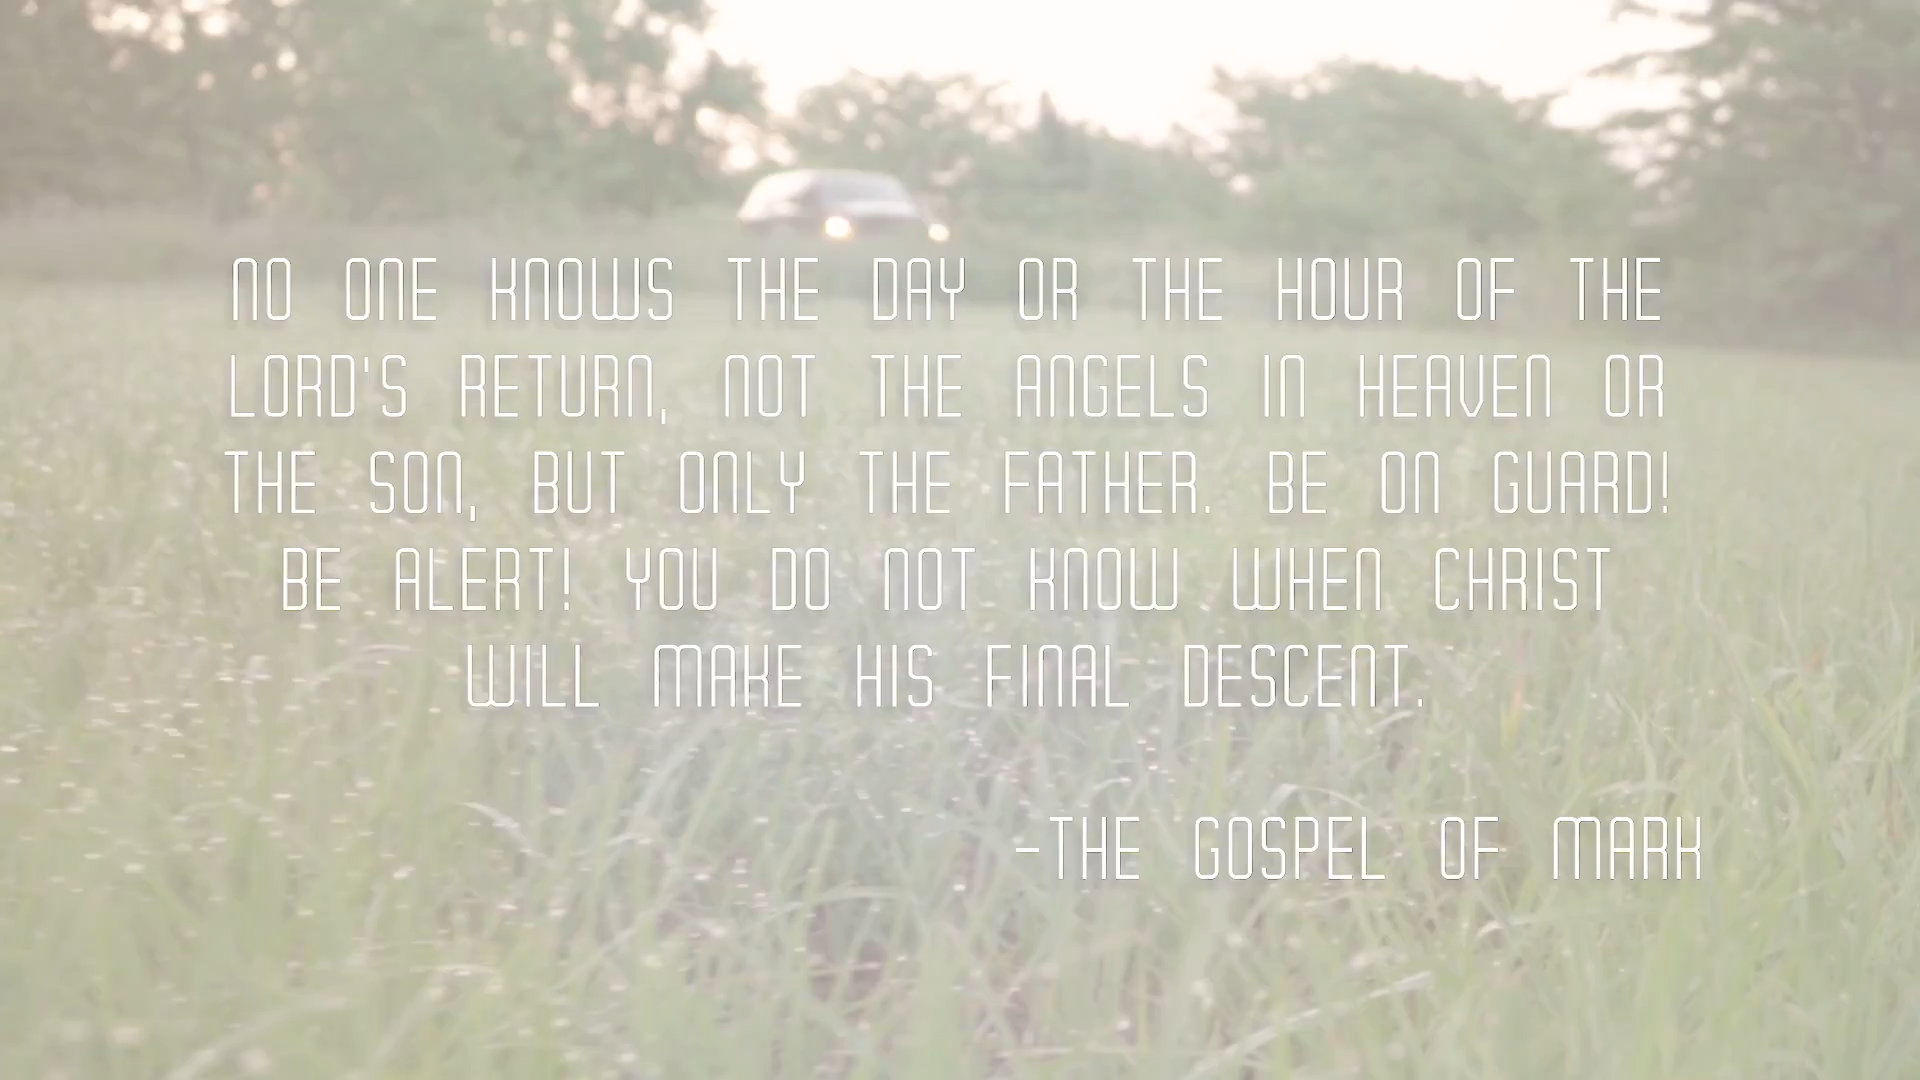 NO ONE KNOWS THE DAY OR THE HOUR OF THE
LORD'S RETURN, NOT THE ANGELS IN HEAVEN OR
THE SON, BUT ONLY THE FATHER. BE ON GUARD!
BE ALERT! YOU DO NOT KNOW WHEN CHRIST
WILL MAKE HIS FINAL DESCENT.
-THE GOSPEL OF MARK